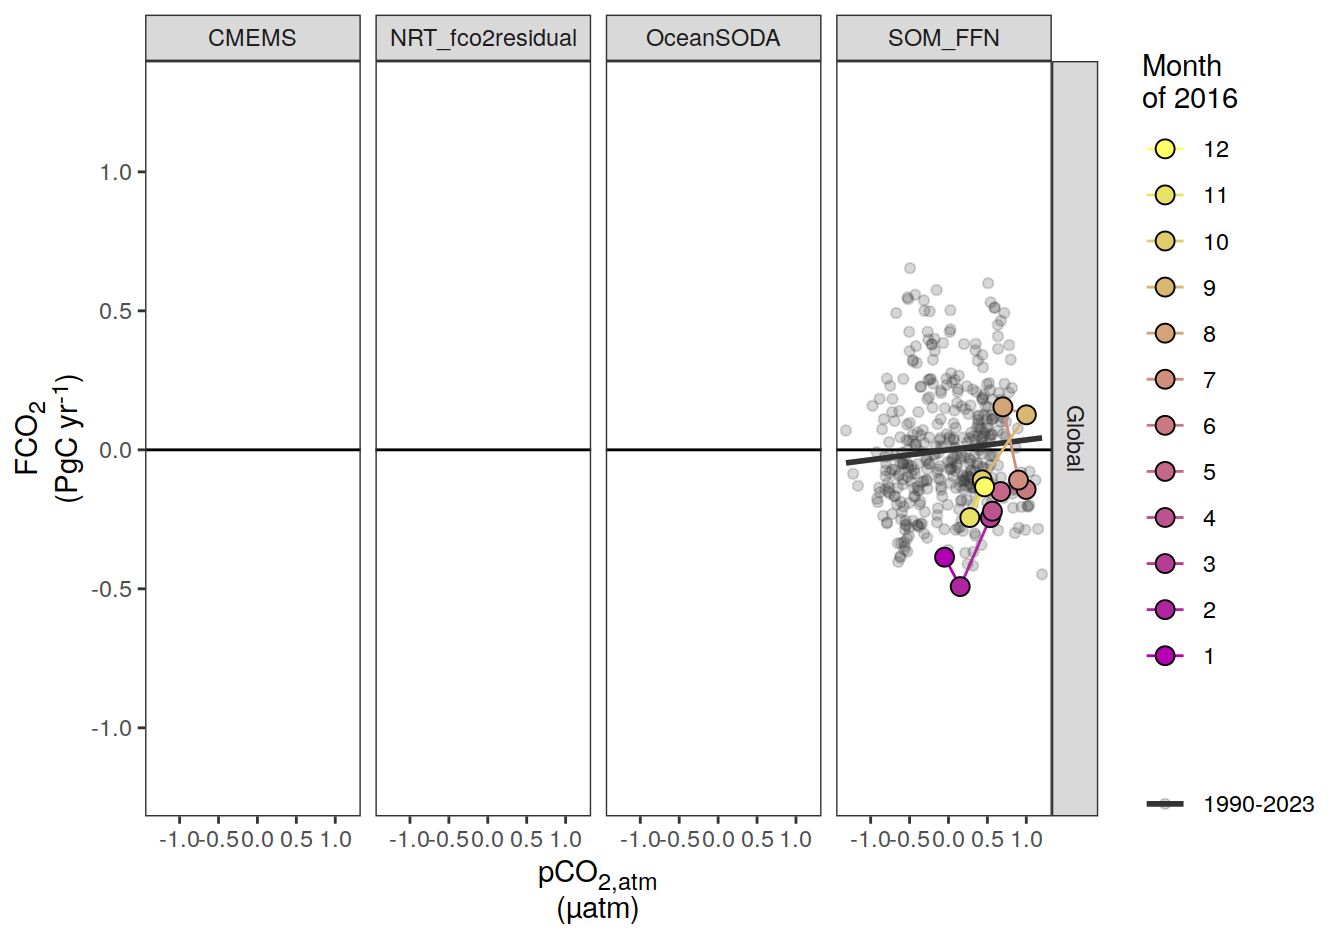 CMEMS NRT_fco2residual OceanSODA SOM_FFN
Month
of 2016
12
11
10
9
8
7
6
5
4
3
2
1
1990-2023
Global
FCO2
(PgC yr-1)
1.0
0.5
0.0
-0.5
-1.0
-1.0 -0.5 0.0 0.5 1.0 -1.0 -0.5 0.0 0.5 1.0 -1.0 -0.5 0.0 0.5 1.0 -1.0 -0.5 0.0 0.5 1.0
pCO2,atm
(µatm)